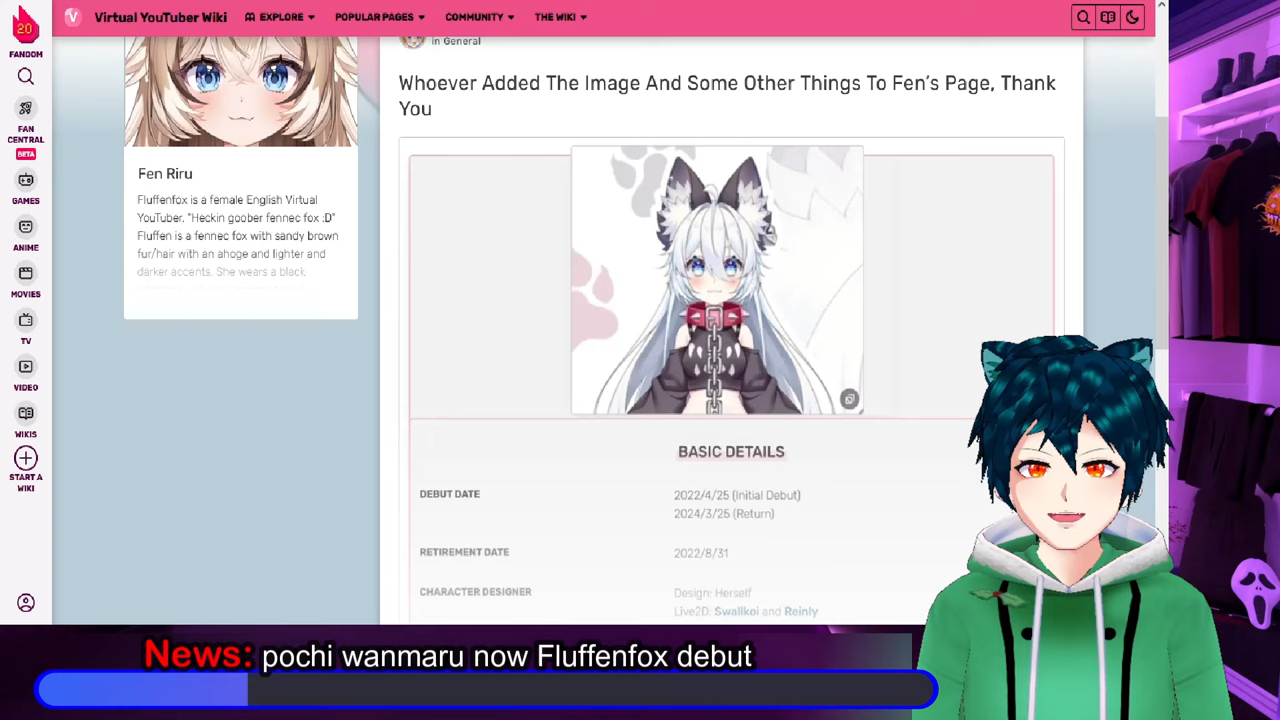 20
FANDOM
FAN
CENTRAL
BETA
GAMES
ANIME
MOVIES
TV
VIDEO
WIKIS
START A
WIKI
V
Virtual YouTuber Wiki
EXPLORE
POPULAR PAGES
COMMUNITY
THE WIKI
Fen Riru
Fluffenfox is a female English Virtual
YouTuber. "Heckin goober fennec fox :D"
Fluffen is a fennec fox with sandy brown
fur/hair with an ahoge and lighter and
darker accents. She wears a black
in General
Whoever Added The Image And Some Other Things To Fen's Page, Thank
You
BASIC DETAILS
DEBUT DATE
2022/4/25 (Initial Debut)
2024/3/25 (Return)
RETIREMENT DATE
2022/8/31
CHARACTER DESIGNER
Design: Herself
Live2D: Swallkoi and Reinly
News: pochi wanmaru now Fluffenfox debut